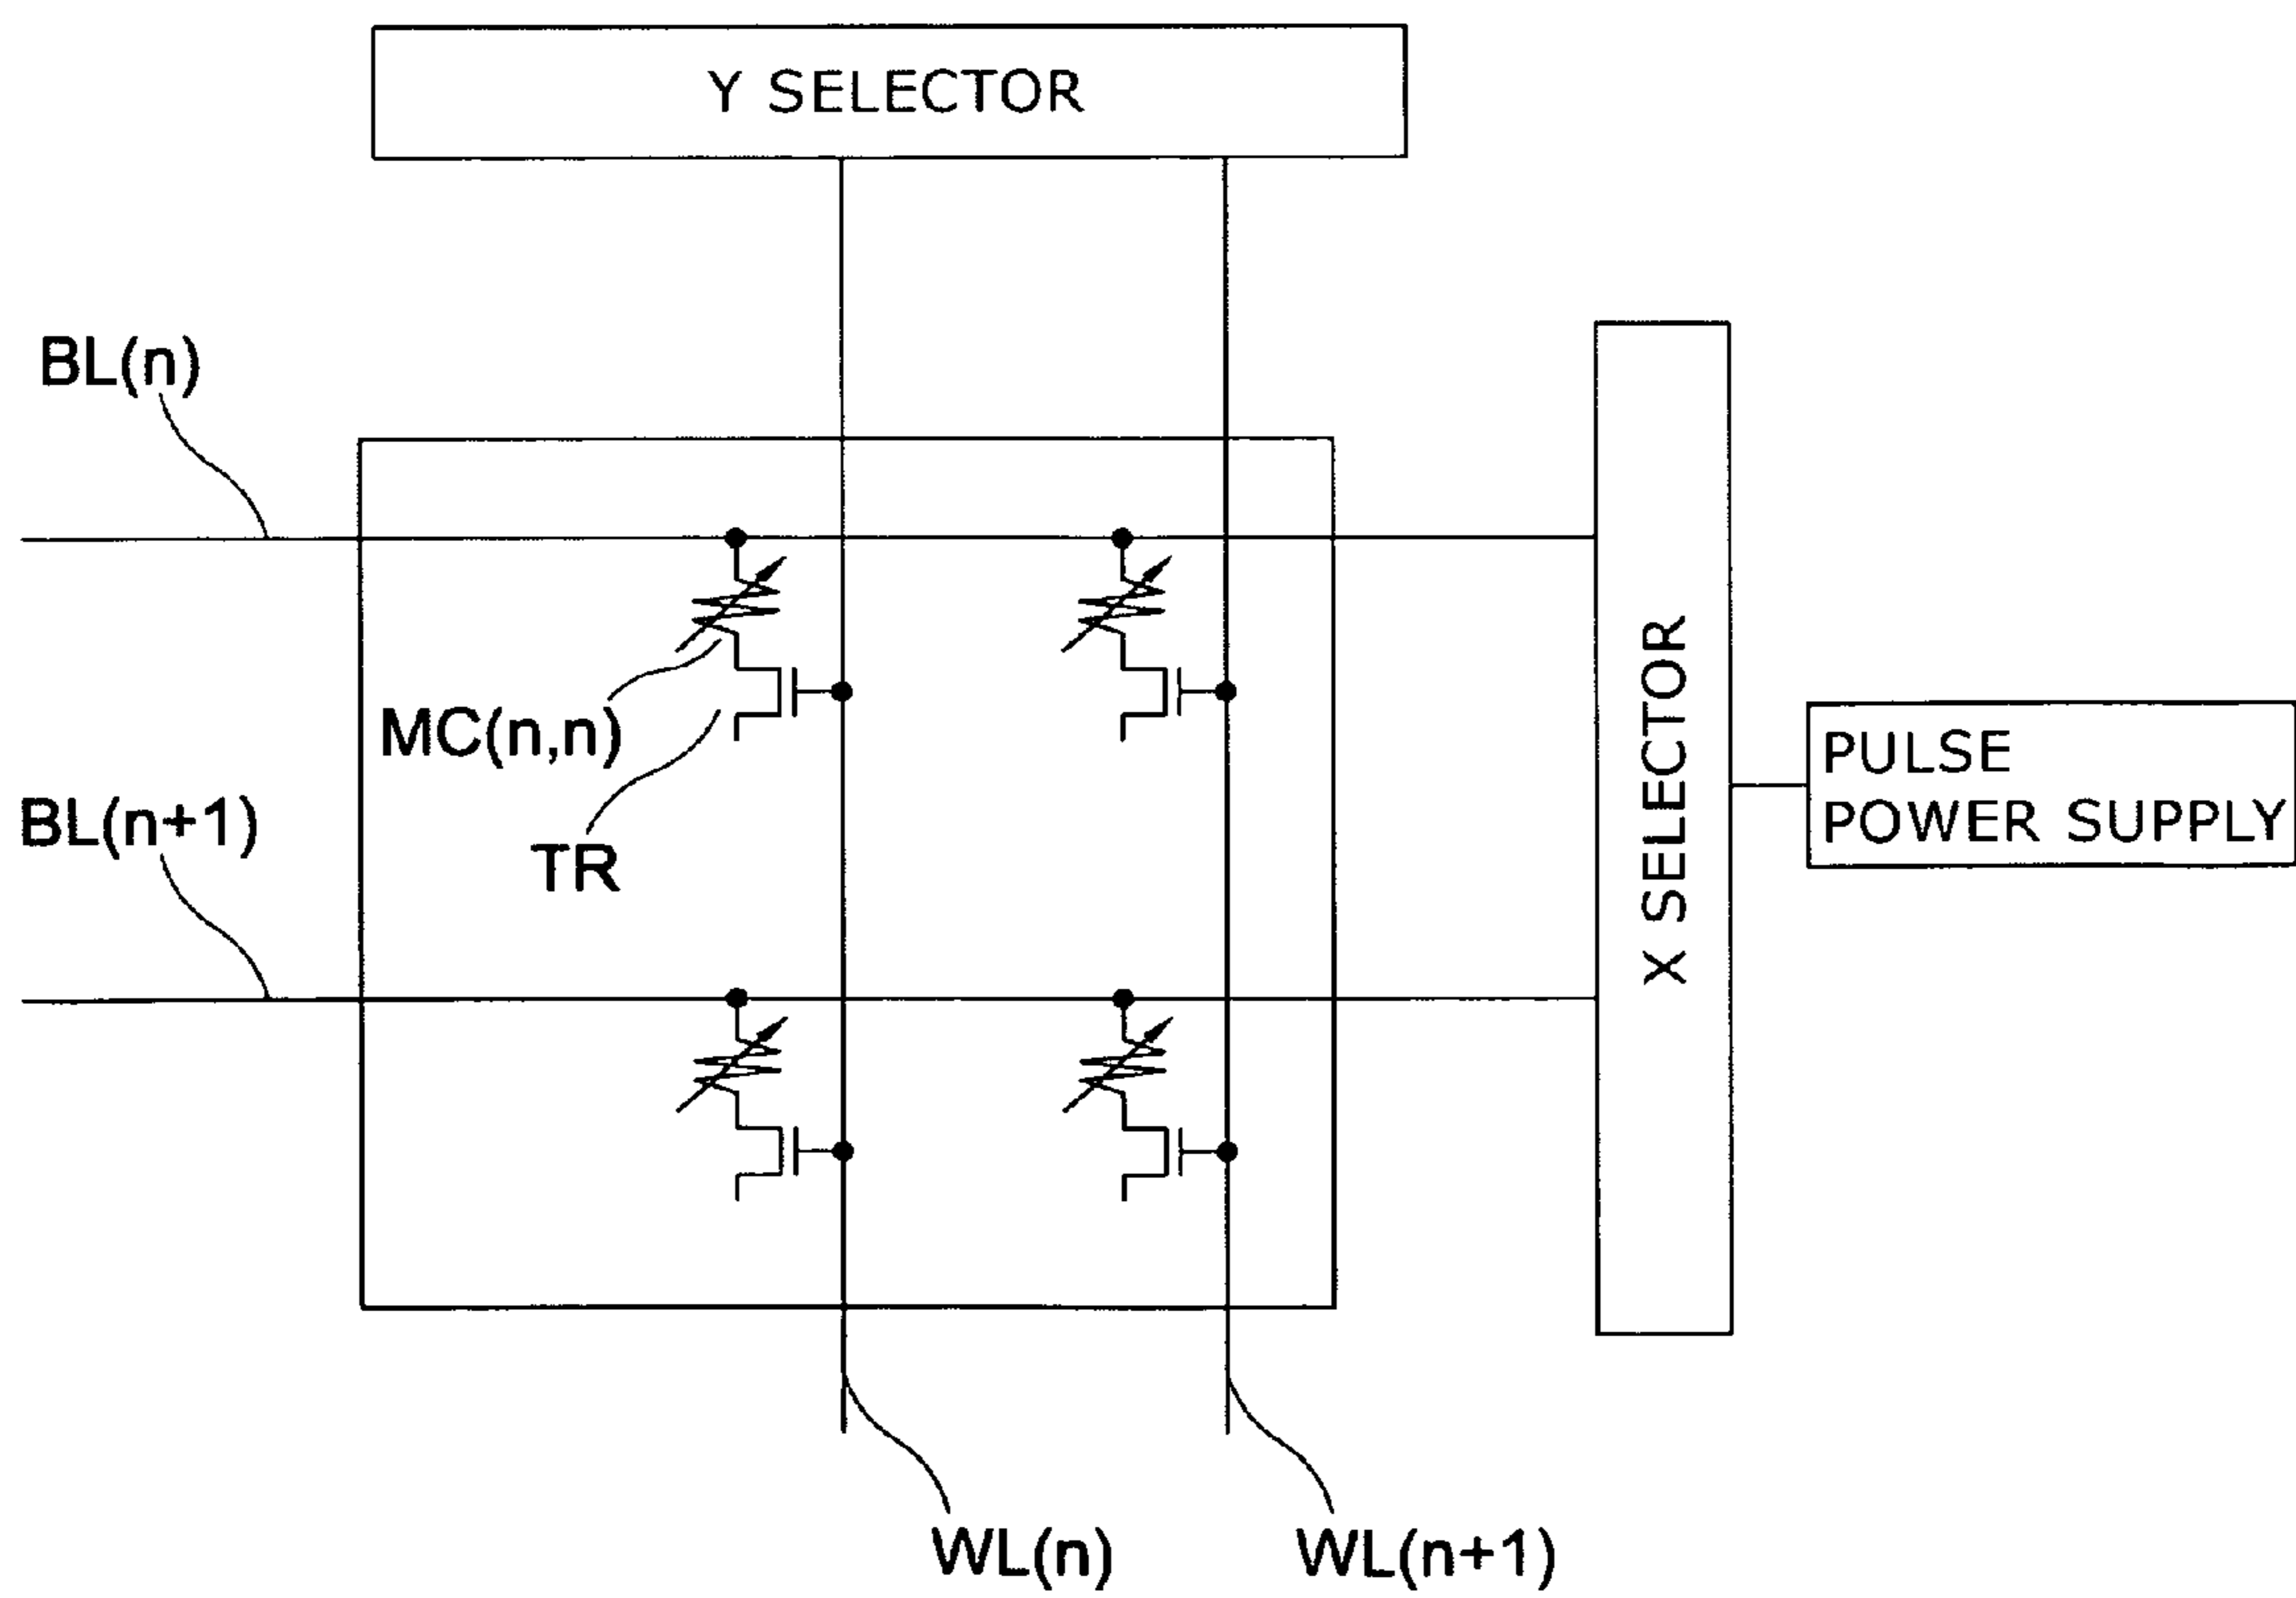 Y SELECTOR
BL(n)
X SELECTOR
MC(n,n)
PULSE
POWER SUPPLY
BL(n+1)
TR
WL(n)
WL(n+1)